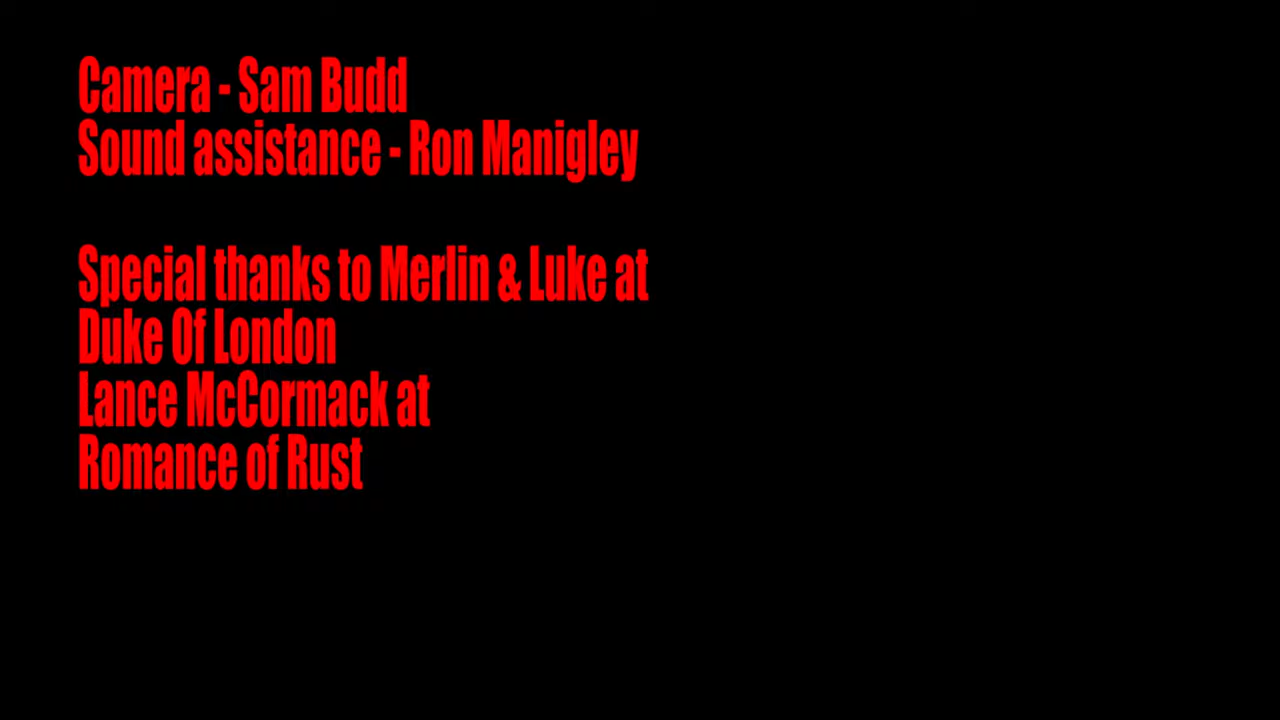 Camera - Sam Budd
Sound assistance - Ron Manigley
Special thanks to Merlin & Luke at
Duke Of London
Lance McCormack at
Romance of Rust